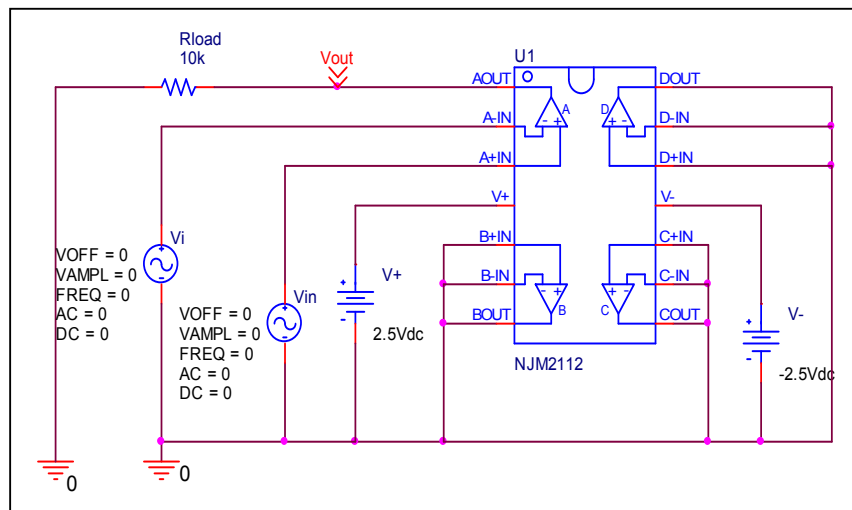 Rload
10k
Vout
U1
AOUT
DOUT
A
D
A-IN
D-IN
A+IN
D+IN
V+
V-
B+IN
C+IN
Vi
VOFF = 0
VAMPL = 0
FREQ = 0
AC = 0
DC = 0
B-IN
C-IN
V+
Vin
VOFF = 0
VAMPL = 0
FREQ = 0
AC = 0
DC = 0
B
C
BOUT
COUT
V-
2.5Vdc
NJM2112
-2.5Vdc
0
0